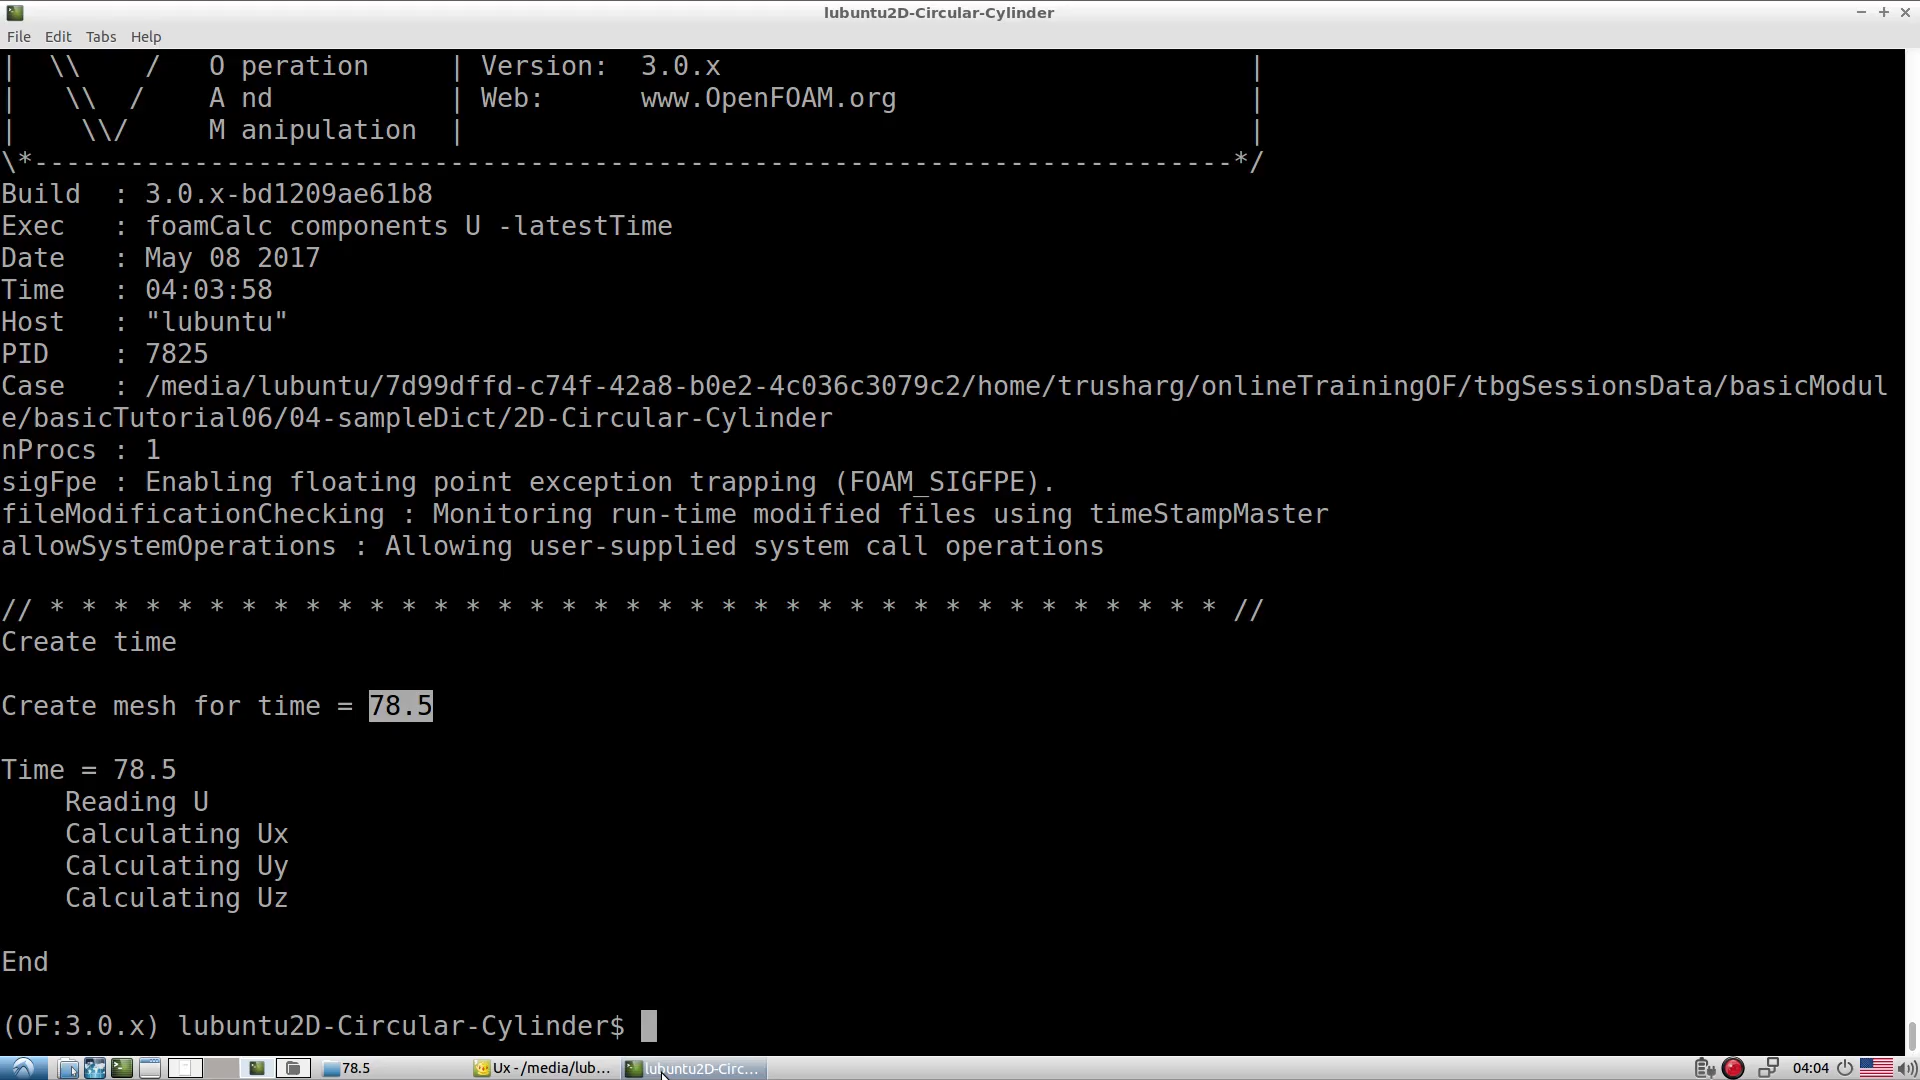 lubuntu2D-Circular-Cylinder
File Edit Tabs Help
|  \\    /   O peration     | Version:  3.0.x                                 |
|   \\  /    A nd           | Web:      www.OpenFOAM.org                      |
|    \\/     M anipulation  |                                                 |
\*---------------------------------------------------------------------------*/
Build  : 3.0.x-bd1209ae61b8
Exec   : foamCalc components U -latestTime
Date   : May 08 2017
Time   : 04:03:58
Host   : "lubuntu"
PID    : 7825
Case   : /media/lubuntu/7d99dffd-c74f-42a8-b0e2-4c036c3079c2/home/trusharg/onlineTrainingOF/tbgSessionsData/basicModul
e/basicTutorial06/04-sampleDict/2D-Circular-Cylinder
nProcs : 1
sigFpe : Enabling floating point exception trapping (FOAM_SIGFPE).
fileModificationChecking : Monitoring run-time modified files using timeStampMaster
allowSystemOperations : Allowing user-supplied system call operations
// * * * * * * * * * * * * * * * * * * * * * * * * * * * * * * * * * * * * * //
Create time
Create mesh for time = 78.5
Time = 78.5
    Reading U
    Calculating Ux
    Calculating Uy
    Calculating Uz
End
(OF:3.0.x) lubuntu2D-Circular-Cylinder$
78.5 Ux - /media/lub... lubuntu2D-Circ... 04:04